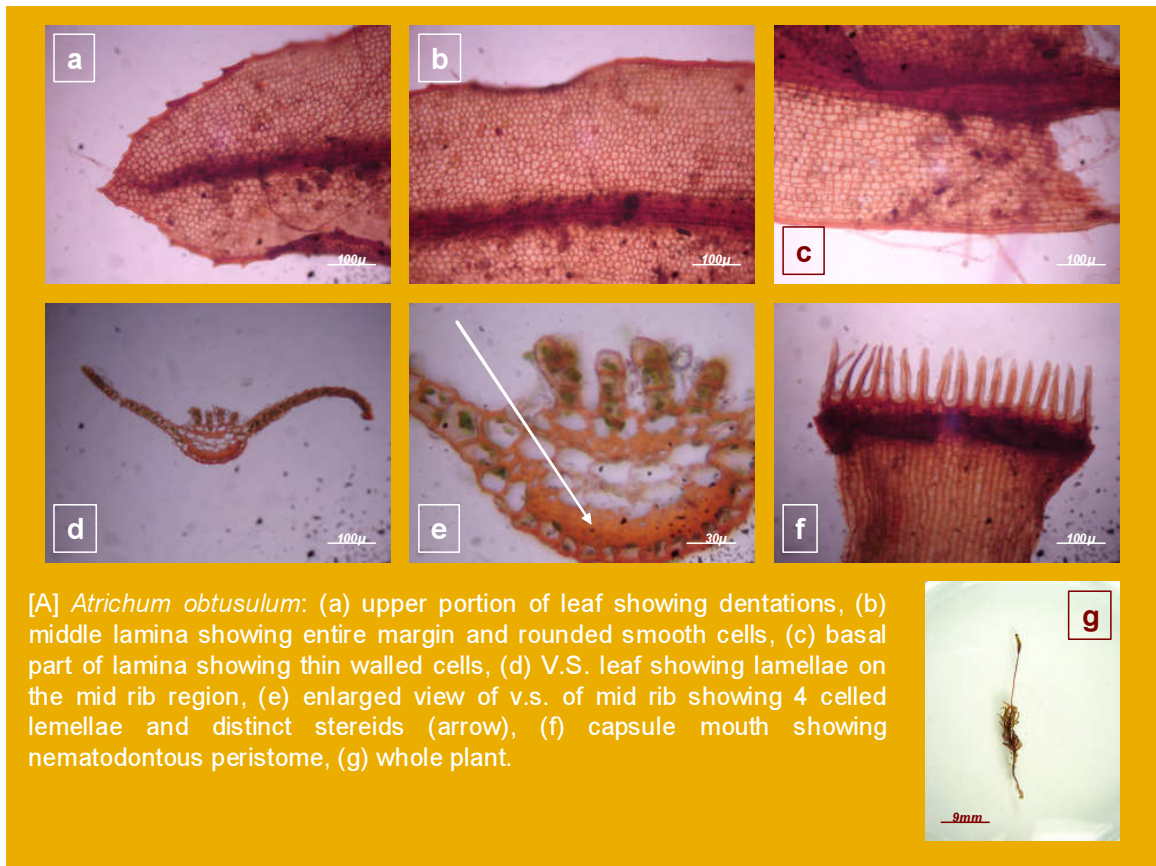 a
b
c
100µ
100µ
100µ
d
e
f
100µ
30µ
100µ
[A] Atrichum obtusulum: (a) upper portion of leaf showing dentations, (b)
middle lamina showing entire margin and rounded smooth cells, (c) basal
part of lamina showing thin walled cells, (d) V.S. leaf showing lamellae on
the mid rib region, (e) enlarged view of v.s. of mid rib showing 4 celled
lemellae and distinct stereids (arrow), (f) capsule mouth showing
nematodontous peristome, (g) whole plant.
g
9mm